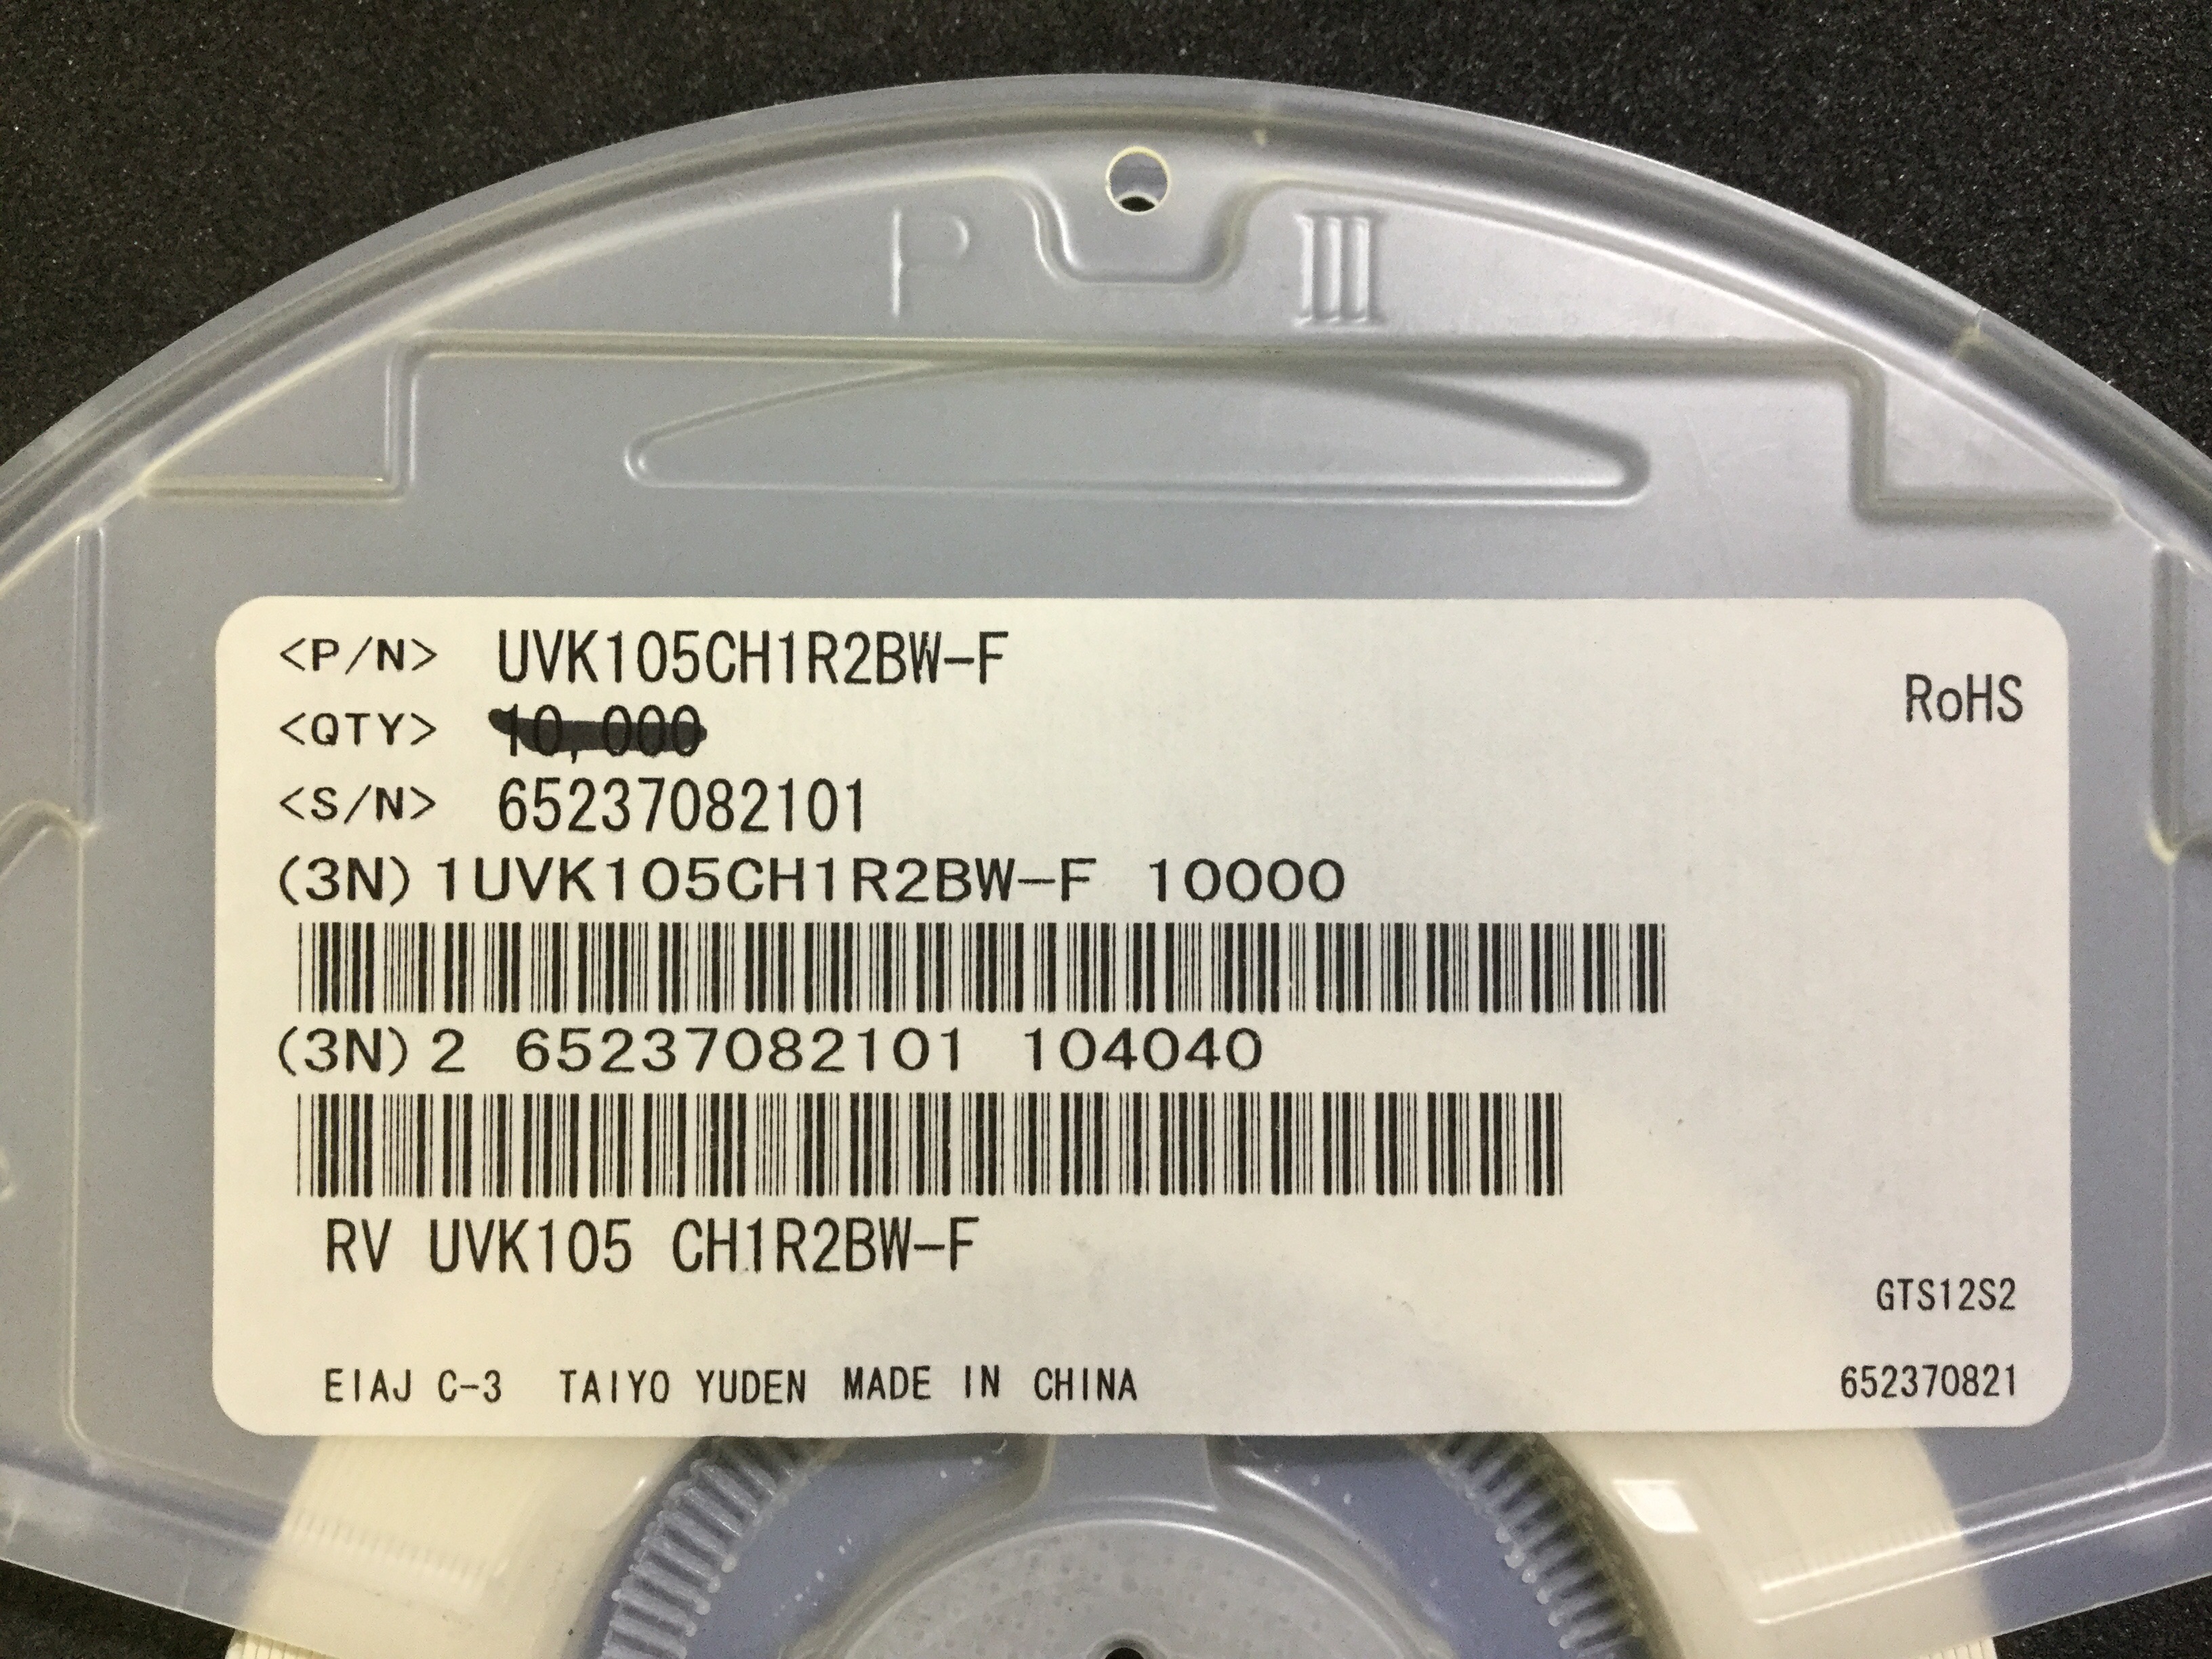 P III
<P/N> UVK105CH1R2BW-F
RoHS
<QTY> 10,000
<S/N> 65237082101
(3N)1UVK105CH1R2BW-F 10000
(3N)2 65237082101 104040
RV UVK105 CH1R2BW-F
GTS12S2
EIAJ C-3 TAIYO YUDEN MADE IN CHINA
652370821